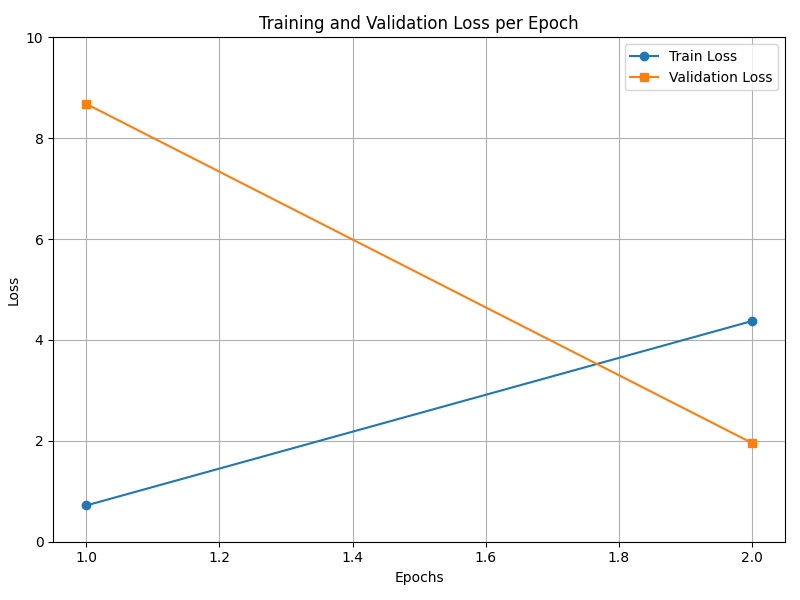 Training and Validation Loss per Epoch
Train Loss
Validation Loss
Loss
10
8
6
4
2
0
1.0 1.2 1.4 1.6 1.8 2.0
Epochs